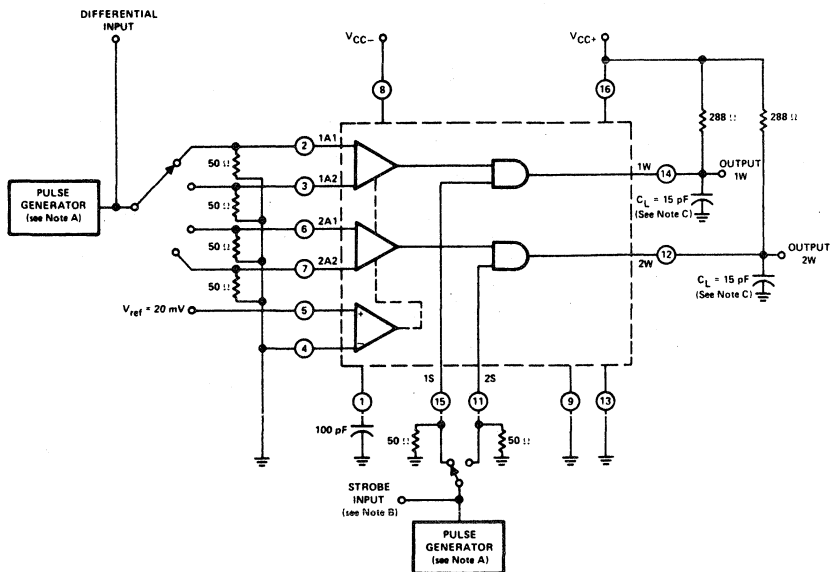 DIFFERENTIAL
INPUT
VCC−
VCC+
8
16
288 Ω
288 Ω
50 Ω
2
1A1
1W
14
OUTPUT
1W
PULSE
GENERATOR
(see Note A)
3
1A2
50 Ω
CL = 15 pF
(See Note C)
6
2A1
50 Ω
OUTPUT
2W
7
2A2
2W
12
50 Ω
CL = 15 pF
(See Note C)
Vref = 20 mV
5
+
4
−
1S
2S
1
15
11
9
13
100 pF
50 Ω
50 Ω
STROBE
INPUT
(see Note B)
PULSE
GENERATOR
(see Note A)